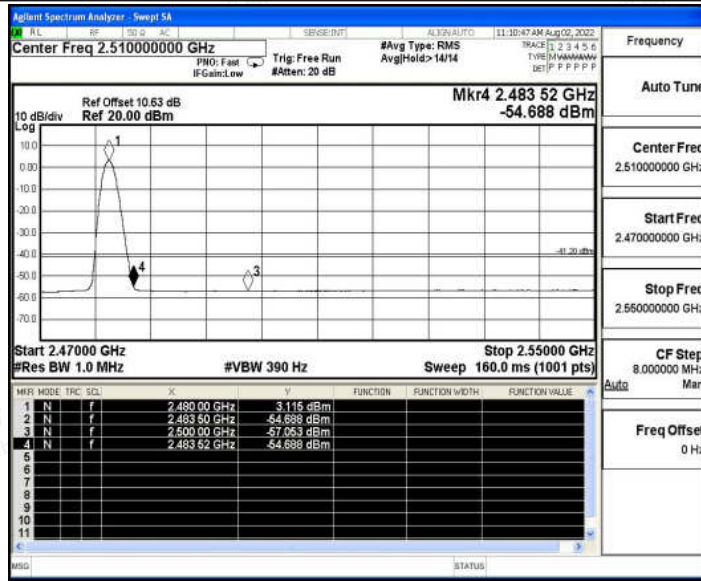 Agilent Spectrum Analyzer - Swept SA
RL RF 50 Ω AC SENSE:INT ALIGN AUTO 11:10:47 AM Aug 02, 2022
Center Freq 2.510000000 GHz
PNO: Fast
IFGain:Low
Trig: Free Run
#Atten: 20 dB
#Avg Type: RMS
Avg|Hold:>14/14
TRACE 1 2 3 4 5 6
TYPE
DET P P P P P P
Ref Offset 10.63 dB
10 dB/div Ref 20.00 dBm
Log
Mkr4 2.483 52 GHz
-54.688 dBm
10.0
0.00
-10.0
-20.0
-30.0
-40.0
-50.0
-60.0
-70.0
1
4
3
-41.20 dBm
Start 2.47000 GHz Stop 2.55000 GHz
#Res BW 1.0 MHz #VBW 390 Hz Sweep 160.0 ms (1001 pts)
MKR MODE TRC SCL X Y FUNCTION FUNCTION WIDTH FUNCTION VALUE
1 N f 2.480 00 GHz 3.115 dBm
2 N f 2.483 50 GHz -54.688 dBm
3 N f 2.500 00 GHz -57.053 dBm
4 N f 2.483 52 GHz -54.688 dBm
5
6
7
8
9
10
11
MSG STATUS
Frequency
Auto Tune
Center Freq
2.510000000 GHz
Start Freq
2.470000000 GHz
Stop Freq
2.550000000 GHz
CF Step
8.000000 MHz
Auto Man
Freq Offset
0 Hz